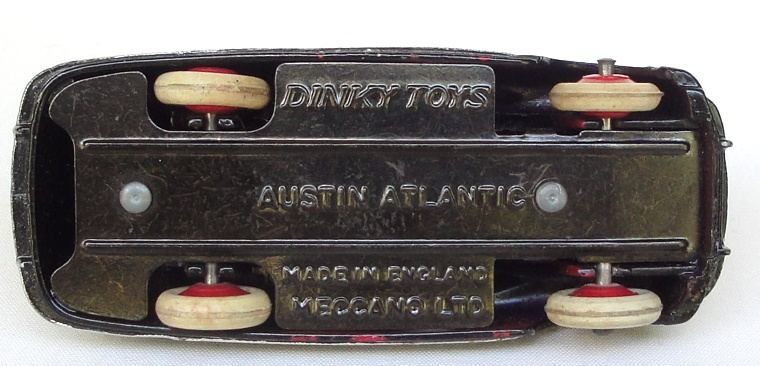 DINKY TOYS
AUSTIN ATLANTIC
MADE IN ENGLAND
MECCANO LTD